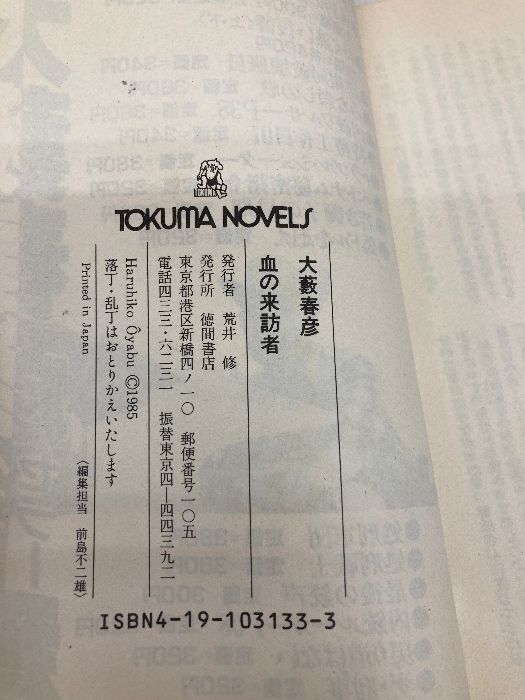 TOKUMA NOVELS
大藪春彦
血の来訪者
発行者 荒井 修
発行所 徳間書店
東京都港区新橋四ノ一〇 郵便番号一〇五
電話四三三・六二三一 振替東京四―四四三九二
Haruhiko Ōyabu ©1985
落丁・乱丁はおとりかえいたします
Printed in Japan
〈編集担当 前島不二雄〉
ISBN4-19-103133-3